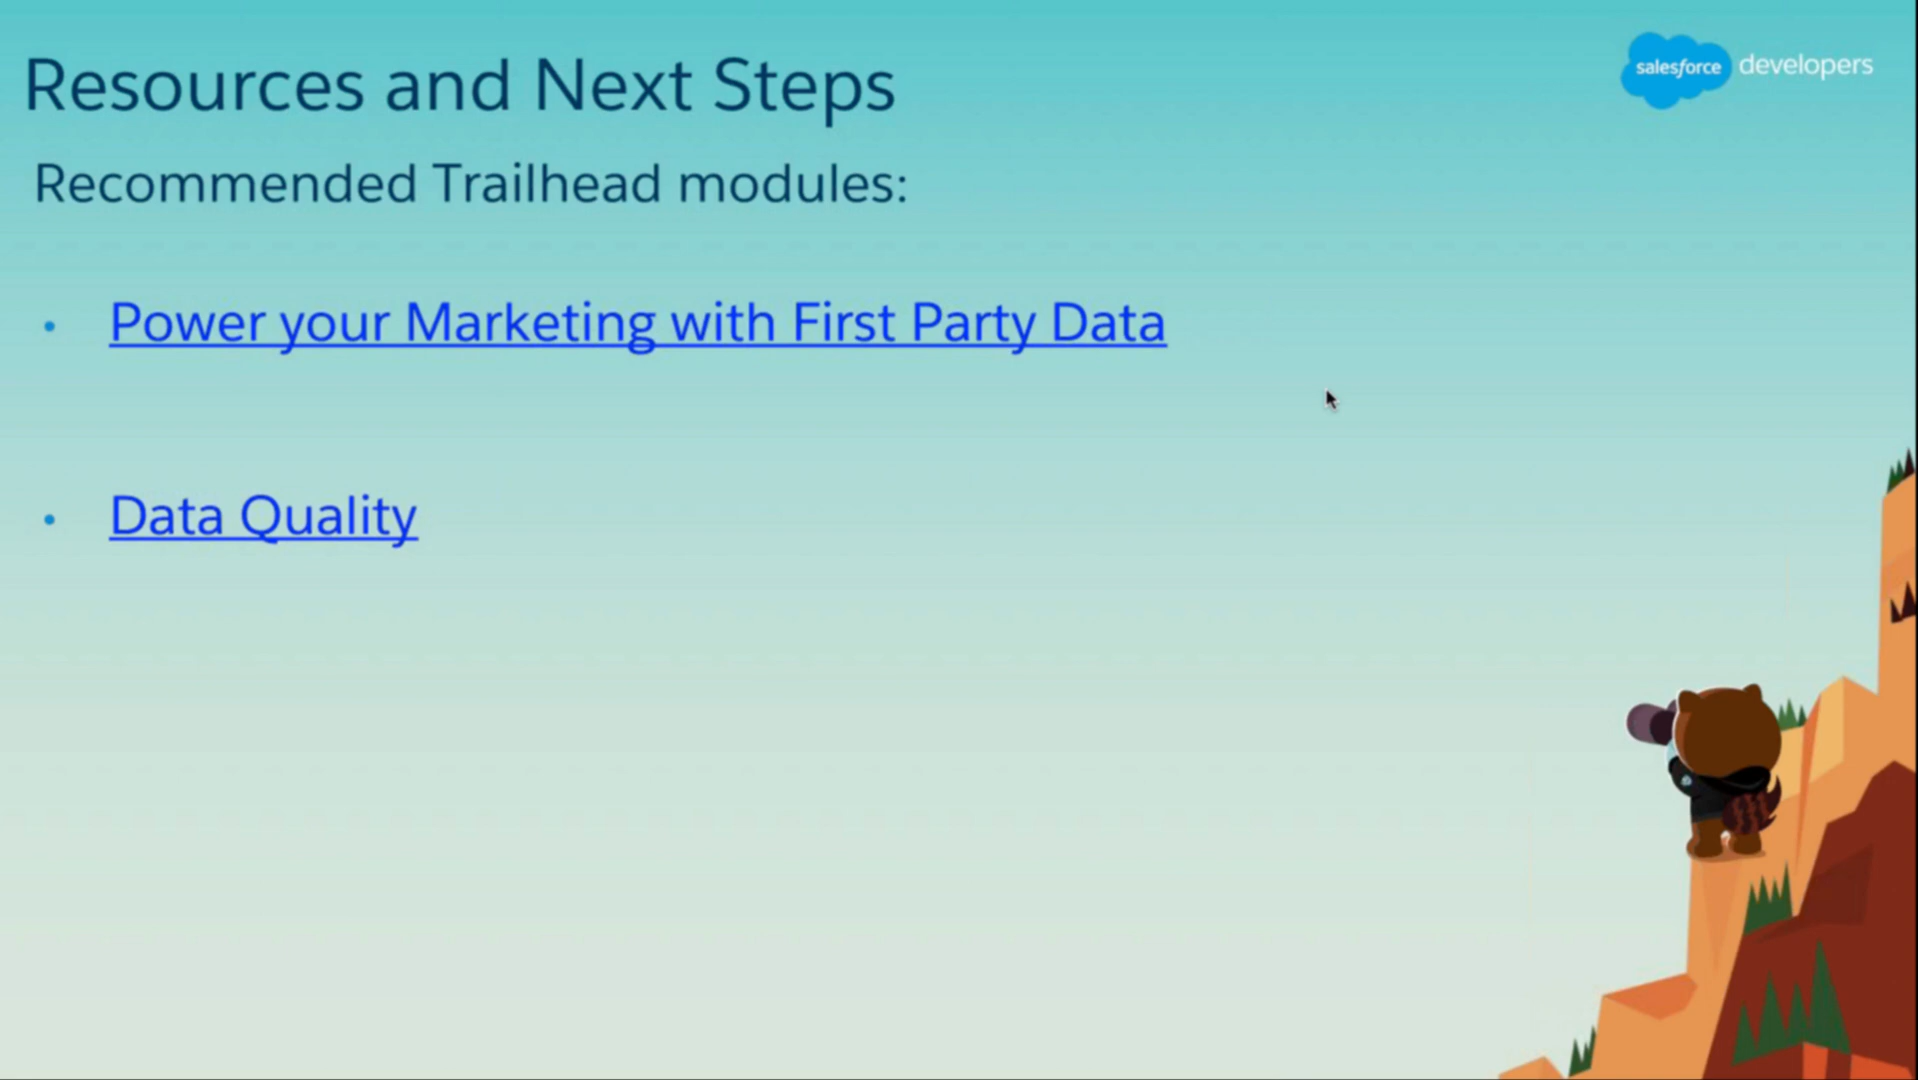 Resources and Next Steps
salesforce developers
Recommended Trailhead modules:
• Power your Marketing with First Party Data
• Data Quality